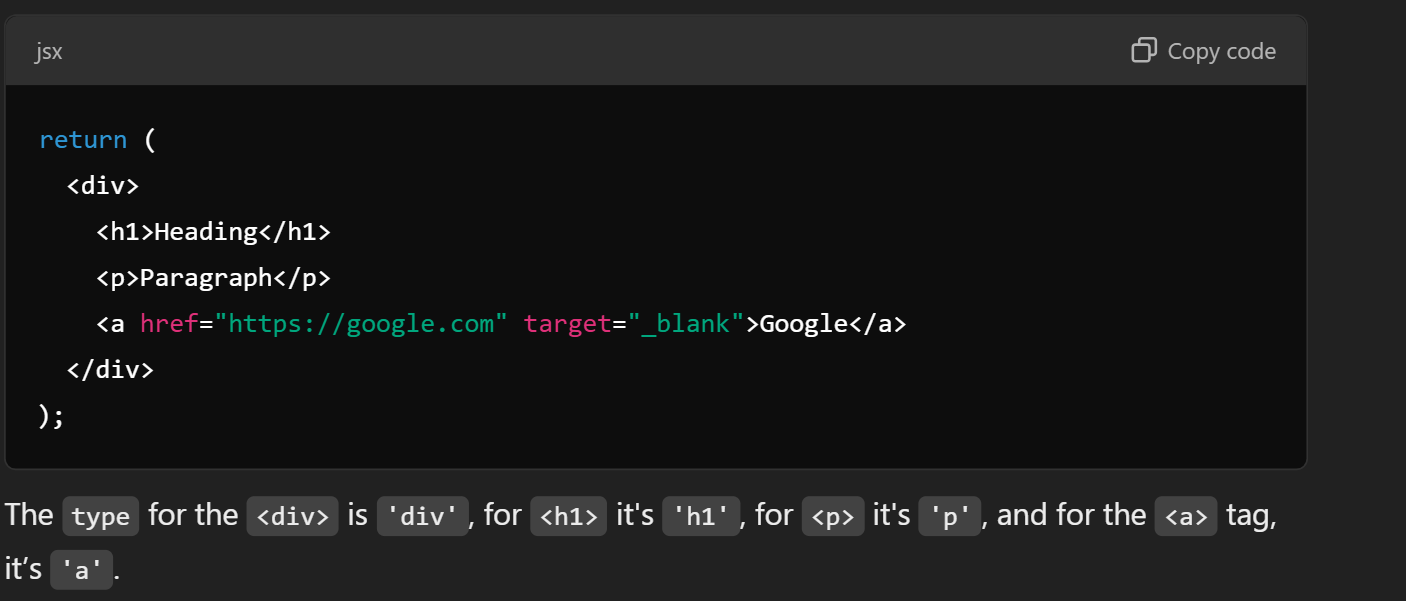 jsx
Copy code
return (
  <div>
    <h1>Heading</h1>
    <p>Paragraph</p>
    <a href="https://google.com" target="_blank">Google</a>
  </div>
);
The type for the <div> is 'div', for <h1> it's 'h1', for <p> it's 'p', and for the <a> tag,
it’s 'a'.